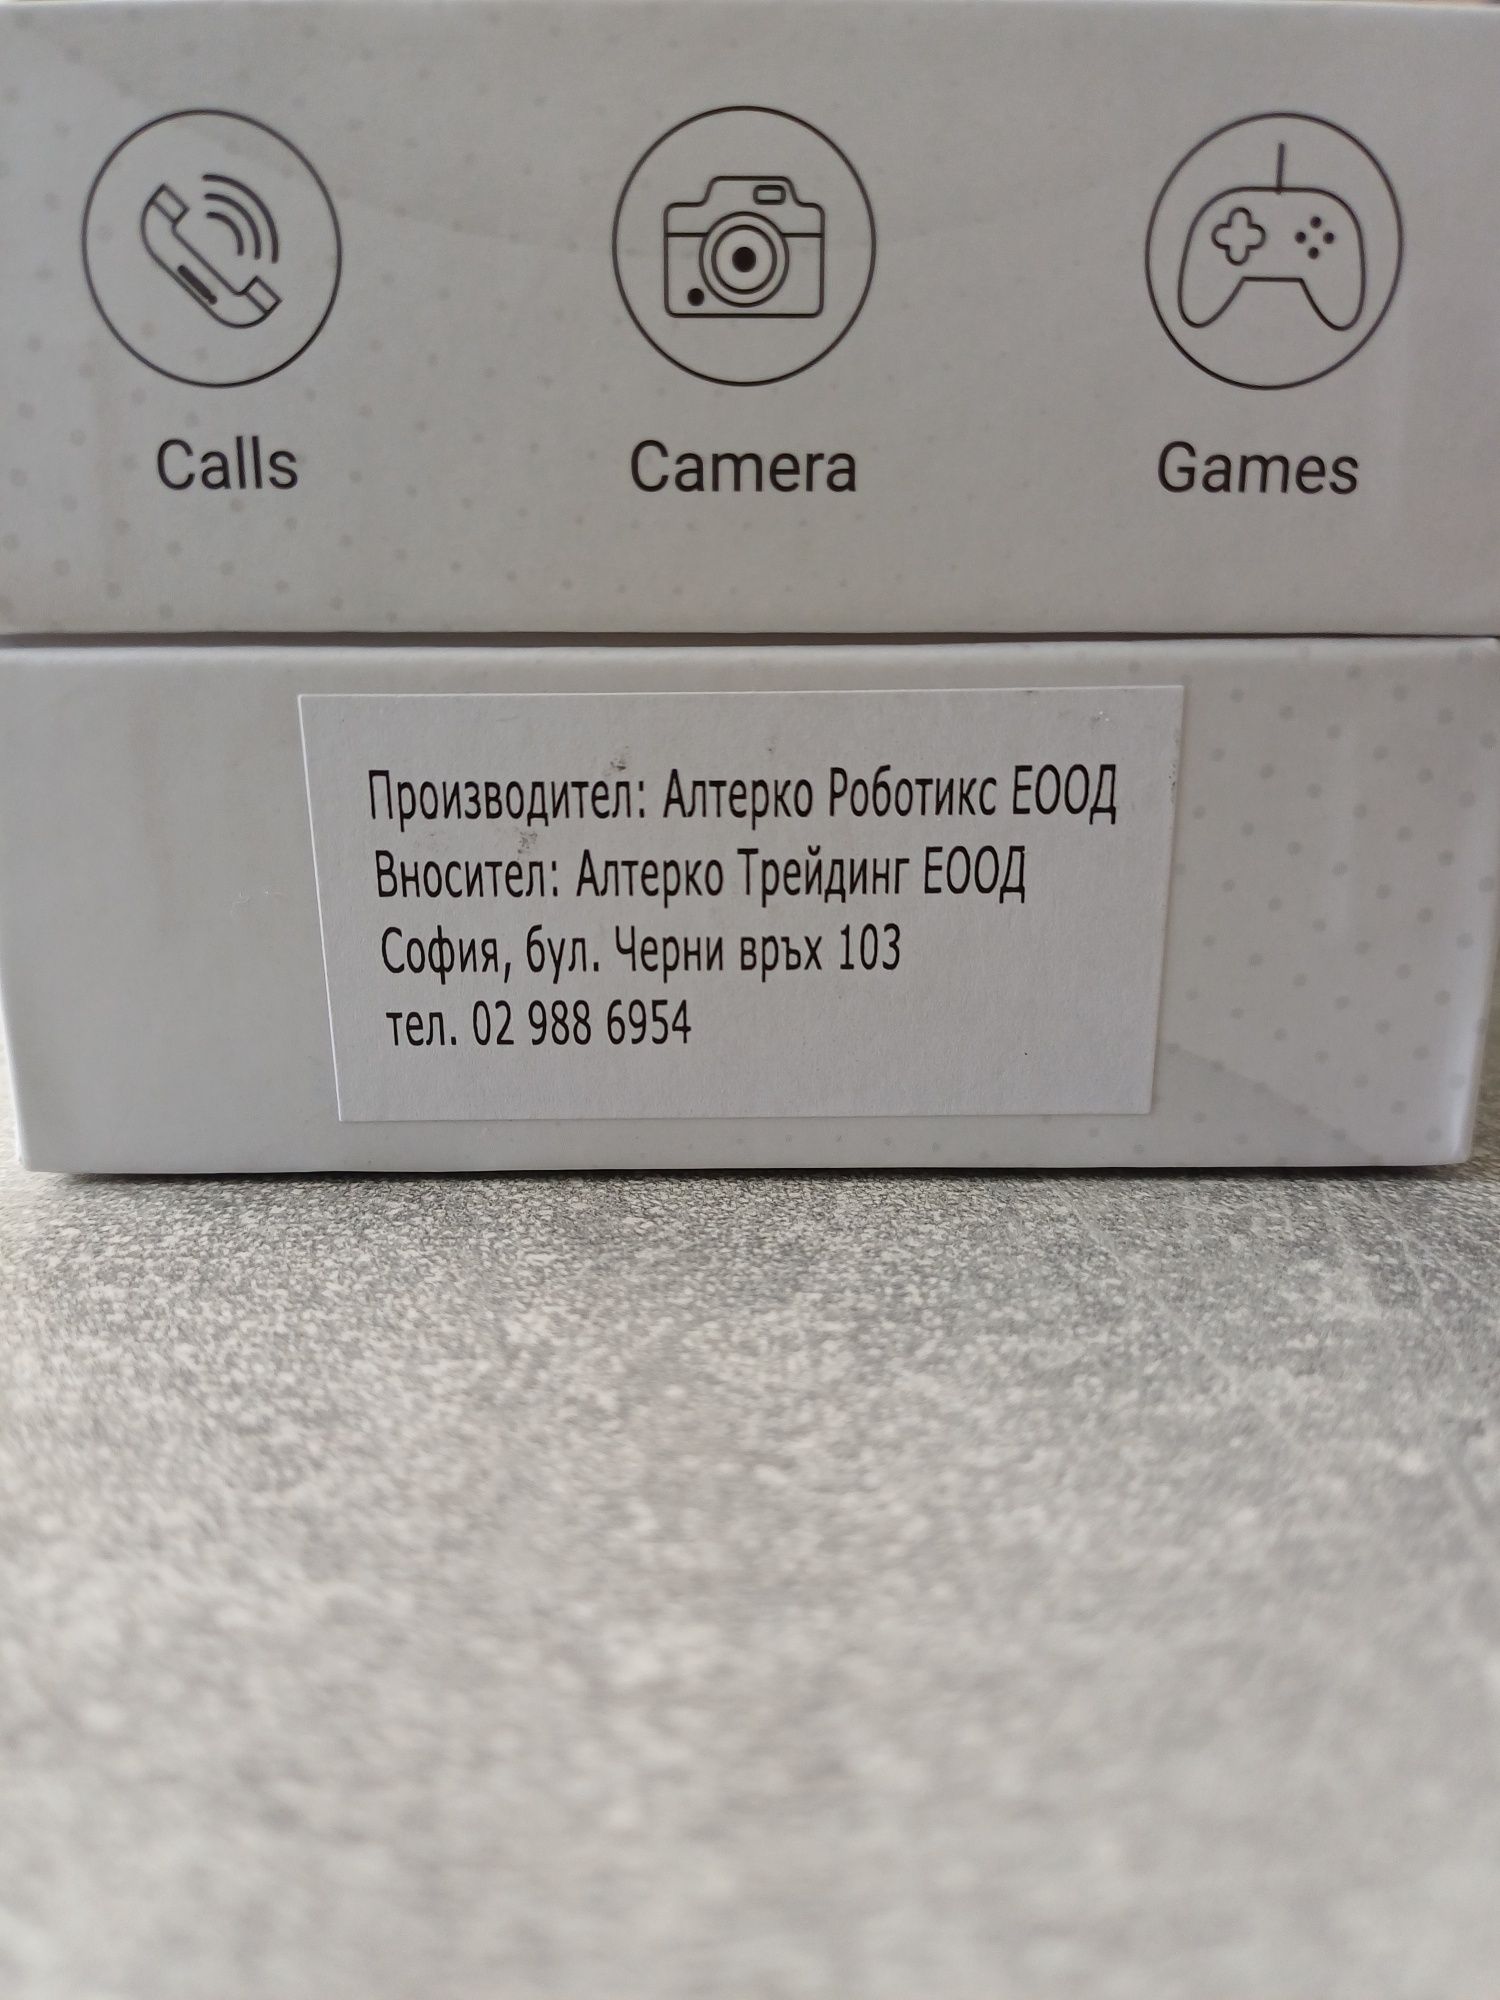 Calls Camera Games
Производител: Алтерко Роботикс ЕООД
Вносител: Алтерко Трейдинг ЕООД
София, бул. Черни връх 103
тел. 02 988 6954